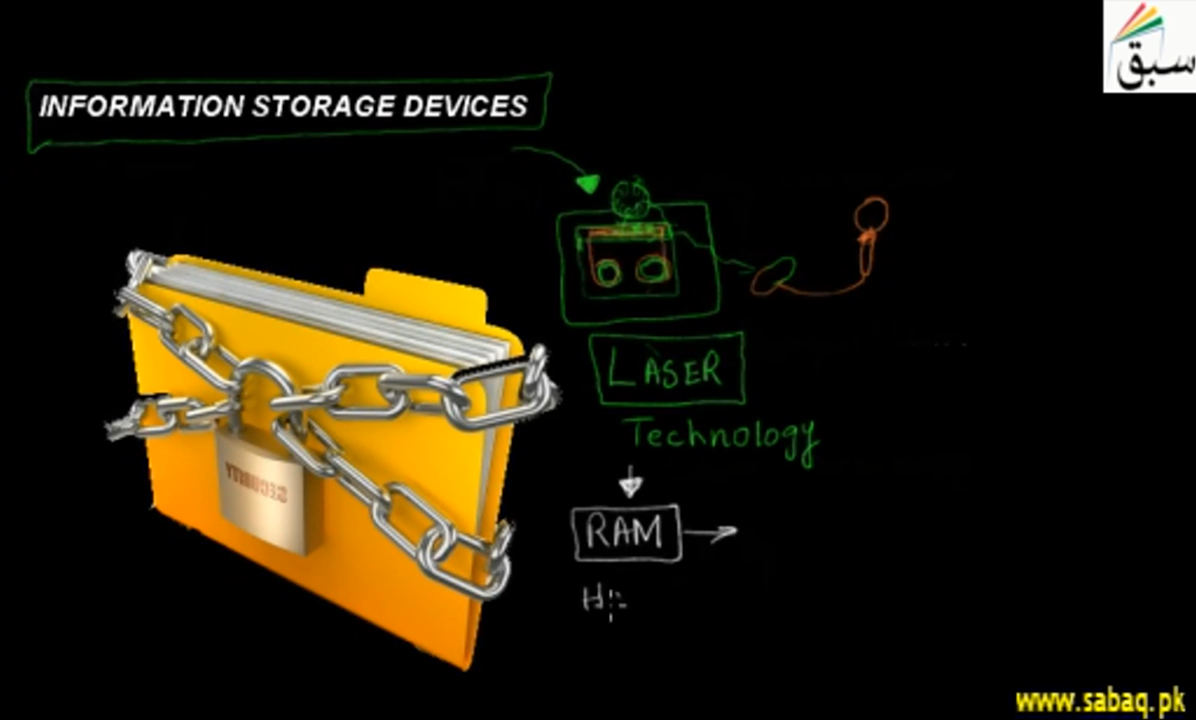 سبق
INFORMATION STORAGE DEVICES
LASER
Technology
RAM
H
www.sabaq.pk